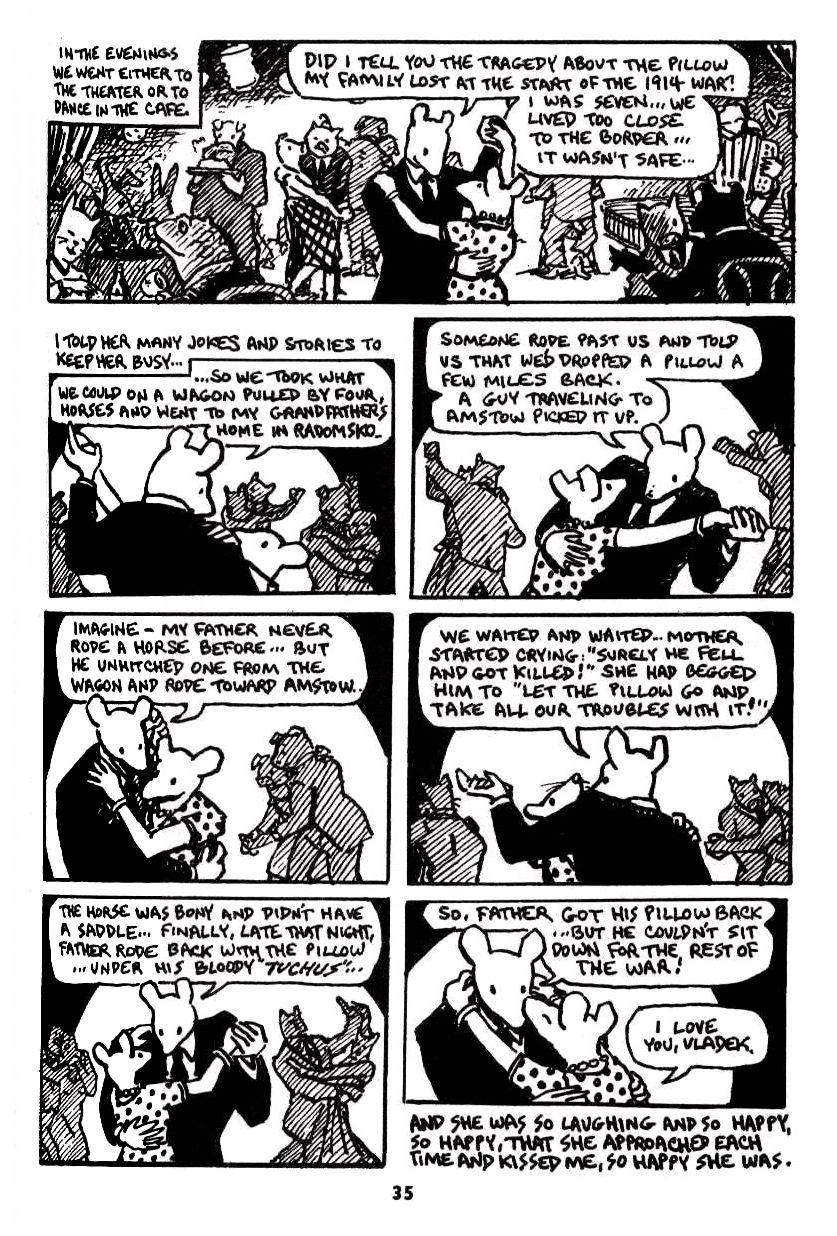 IN THE EVENINGS
WE WENT EITHER TO
THE THEATER OR TO
DANCE IN THE CAFE.
DID I TELL YOU THE TRAGEDY ABOUT THE PILLOW
MY FAMILY LOST AT THE START OF THE 1914 WAR?
I WAS SEVEN... WE
LIVED TOO CLOSE
TO THE BORDER...
IT WASN'T SAFE...
I TOLD HER MANY JOKES AND STORIES TO
KEEP HER BUSY...
...SO WE TOOK WHAT
WE COULD ON A WAGON PULLED BY FOUR
HORSES AND WENT TO MY GRANDFATHER'S
HOME IN RADOMSKO...
SOMEONE RODE PAST US AND TOLD
US THAT WE'D DROPPED A PILLOW A
FEW MILES BACK.
A GUY TRAVELING TO
AMSTOW PICKED IT UP.
IMAGINE - MY FATHER NEVER
RODE A HORSE BEFORE... BUT
HE UNHITCHED ONE FROM THE
WAGON AND RODE TOWARD AMSTOW..
WE WAITED AND WAITED... MOTHER
STARTED CRYING: "SURELY HE FELL
AND GOT KILLED!" SHE HAD BEGGED
HIM TO "LET THE PILLOW GO AND
TAKE ALL OUR TROUBLES WITH IT!"
THE HORSE WAS BONY AND DIDN'T HAVE
A SADDLE... FINALLY, LATE THAT NIGHT,
FATHER RODE BACK WITH THE PILLOW
...UNDER HIS BLOODY "TUCHUS"...
SO, FATHER GOT HIS PILLOW BACK
...BUT HE COULDN'T SIT
DOWN FOR THE REST OF
THE WAR!
I LOVE
YOU, VLADEK.
AND SHE WAS SO LAUGHING AND SO HAPPY,
SO HAPPY, THAT SHE APPROACHED EACH
TIME AND KISSED ME, SO HAPPY SHE WAS.
35